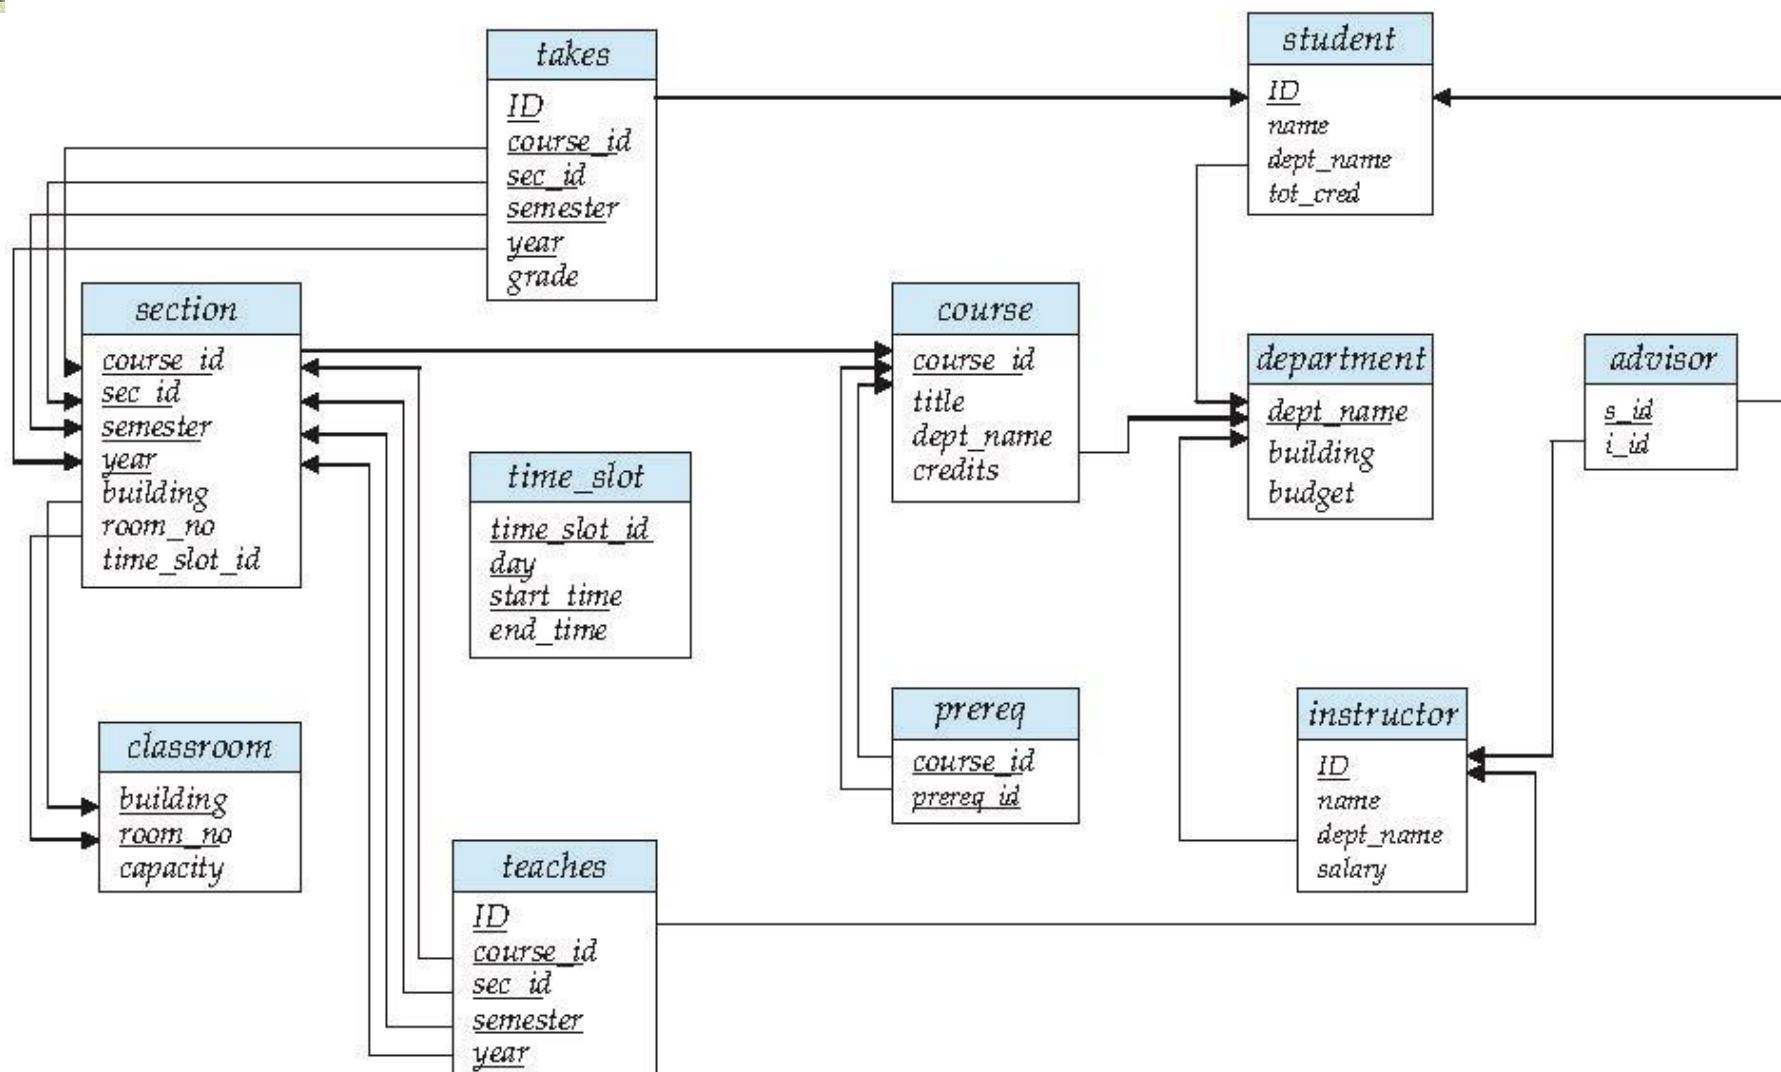 takes
ID
course_id
sec_id
semester
year
grade
student
ID
name
dept_name
tot_cred
section
course_id
sec_id
semester
year
building
room_no
time_slot_id
course
course_id
title
dept_name
credits
department
dept_name
building
budget
advisor
s_id
i_id
time_slot
time_slot_id
day
start_time
end_time
prereq
course_id
prereq_id
instructor
ID
name
dept_name
salary
classroom
building
room_no
capacity
teaches
ID
course_id
sec_id
semester
year